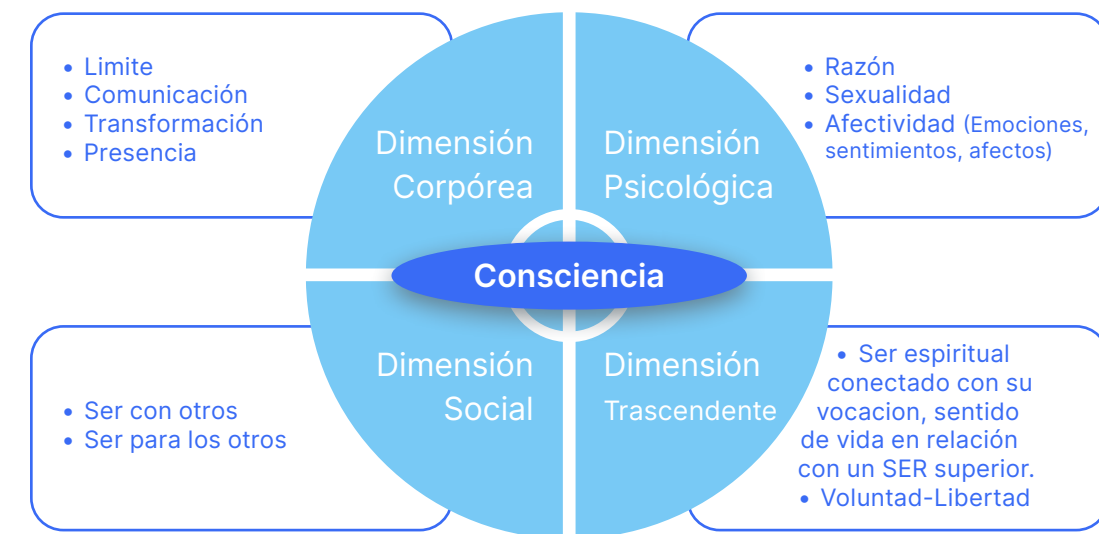 • Limite
• Comunicación
• Transformación
• Presencia
Dimensión
Corpórea
Dimensión
Psicológica
• Razón
• Sexualidad
• Afectividad (Emociones,
sentimientos, afectos)
Consciencia
• Ser con otros
• Ser para los otros
Dimensión
Social
Dimensión
Trascendente
• Ser espiritual
conectado con su
vocacion, sentido
de vida en relación
con un SER superior.
• Voluntad-Libertad